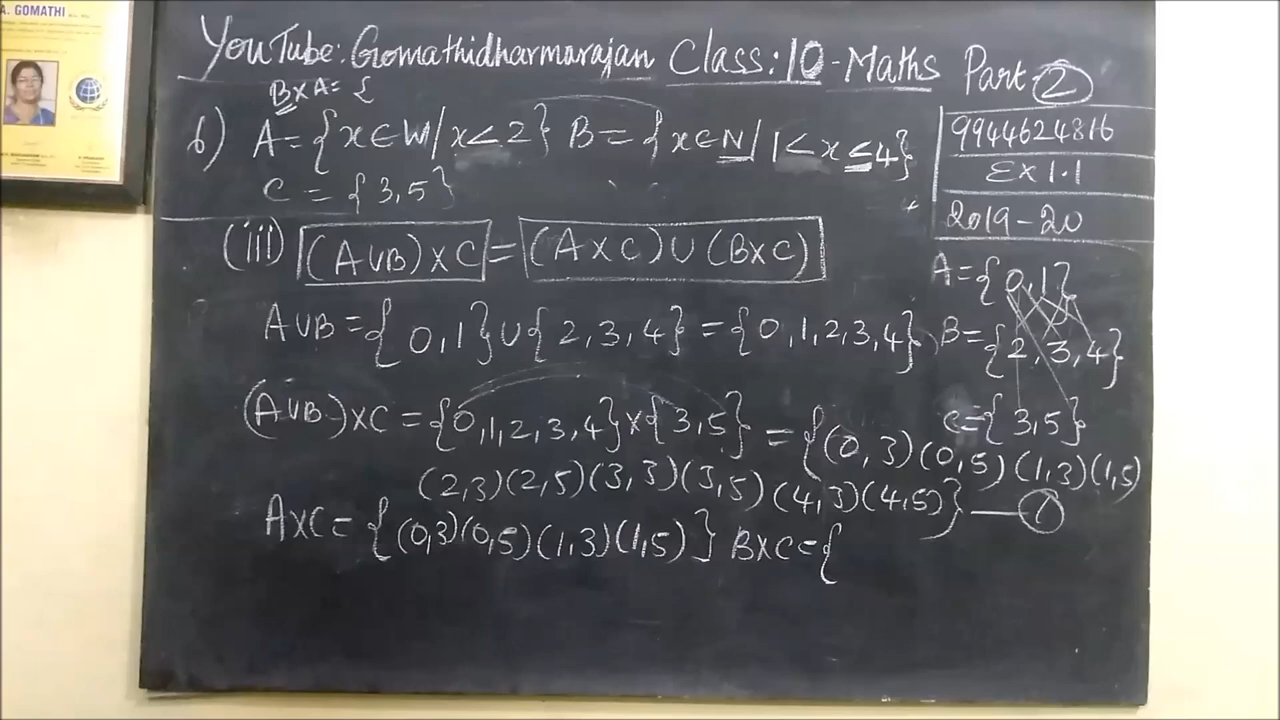 A. GOMATHI
YouTube: Gomathidharmarajan Class: 10 - Maths Part - 2
B×A= {
6) A={x∈W/x<2} B={x∈N/1<x≤4}
C = {3,5}
9944624816
Ex 1.1
2019-20
(iii) (A∪B)×C = (A×C)∪(B×C)
A={0,1}
B={2,3,4}
C={3,5}
A∪B={0,1}∪{2,3,4}={0,1,2,3,4}
(A∪B)×C={0,1,2,3,4}×{3,5} = {(0,3)(0,5)(1,3)(1,5)
(2,3)(2,5)(3,3)(3,5)(4,3)(4,5)} — 1
A×C={(0,3)(0,5)(1,3)(1,5)} B×C={